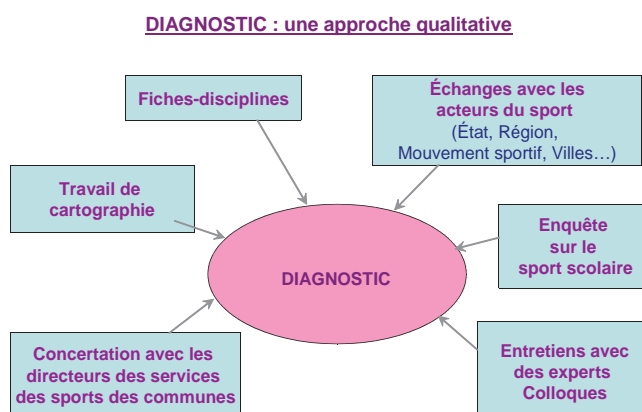 DIAGNOSTIC : une approche qualitative
Fiches-disciplines
Échanges avec les
acteurs du sport
(État, Région,
Mouvement sportif, Villes…)
Travail de
cartographie
Enquête
sur le
sport scolaire
DIAGNOSTIC
Concertation avec les
directeurs des services
des sports des communes
Entretiens avec
des experts
Colloques